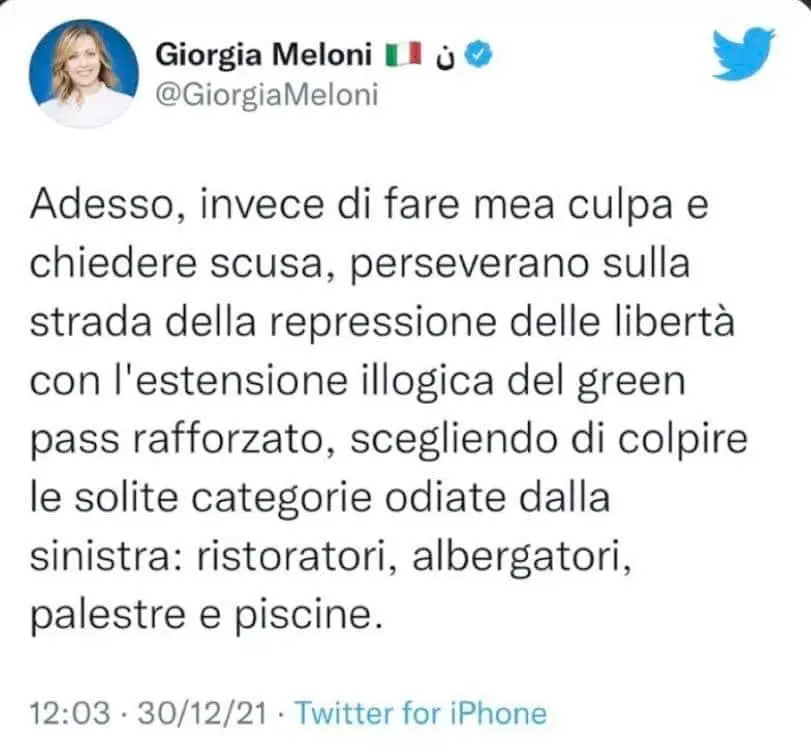 Giorgia Meloni 🇮🇹 ن
@GiorgiaMeloni
Adesso, invece di fare mea culpa e
chiedere scusa, perseverano sulla
strada della repressione delle libertà
con l'estensione illogica del green
pass rafforzato, scegliendo di colpire
le solite categorie odiate dalla
sinistra: ristoratori, albergatori,
palestre e piscine.
12:03 · 30/12/21 · Twitter for iPhone